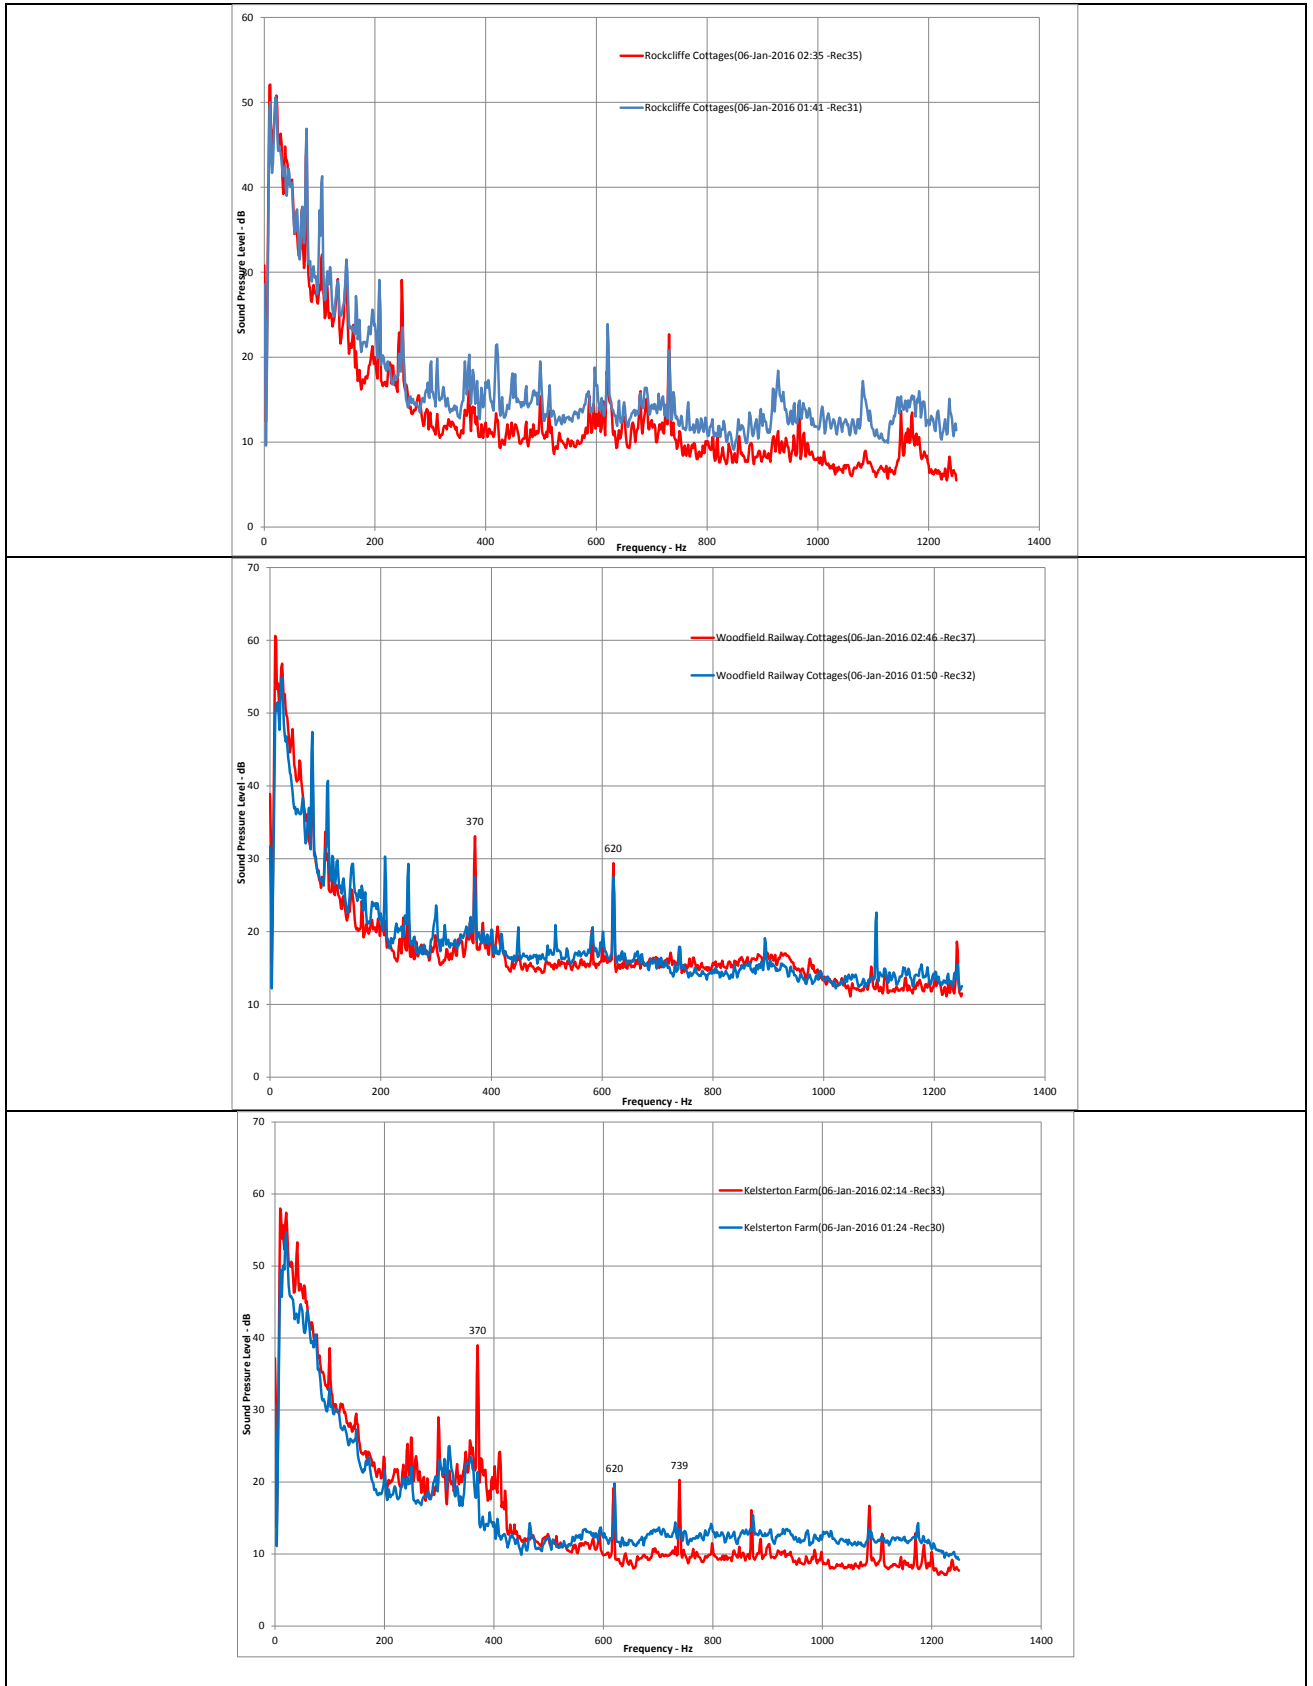 60
50
40
30
20
10
0
Sound Pressure Level - dB
Rockcliffe Cottages(06-Jan-2016 02:35 -Rec35)
Rockcliffe Cottages(06-Jan-2016 01:41 -Rec31)
0 200 400 600 800 1000 1200 1400
Frequency - Hz
70
60
50
40
30
20
10
0
Sound Pressure Level - dB
Woodfield Railway Cottages(06-Jan-2016 02:46 -Rec37)
Woodfield Railway Cottages(06-Jan-2016 01:50 -Rec32)
370
620
0 200 400 600 800 1000 1200 1400
Frequency - Hz
70
60
50
40
30
20
10
0
Sound Pressure Level - dB
Kelsterton Farm(06-Jan-2016 02:14 -Rec33)
Kelsterton Farm(06-Jan-2016 01:24 -Rec30)
370
620
739
0 200 400 600 800 1000 1200 1400
Frequency - Hz